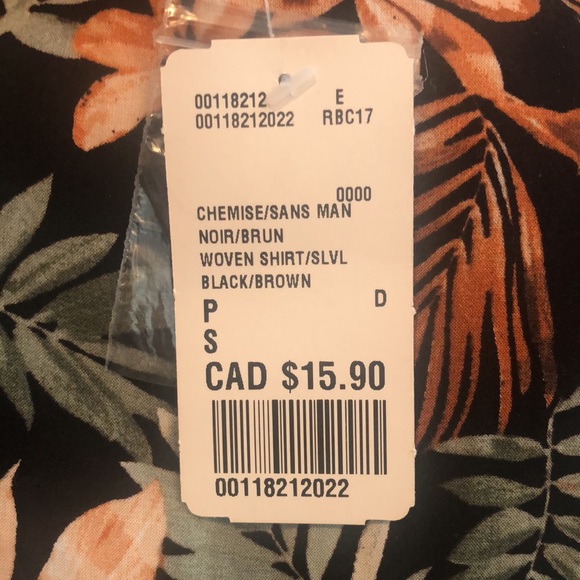 00118212 E
00118212022 RBC17
0000
CHEMISE/SANS MAN
NOIR/BRUN
WOVEN SHIRT/SLVL
BLACK/BROWN
P D
S
CAD $15.90
00118212022